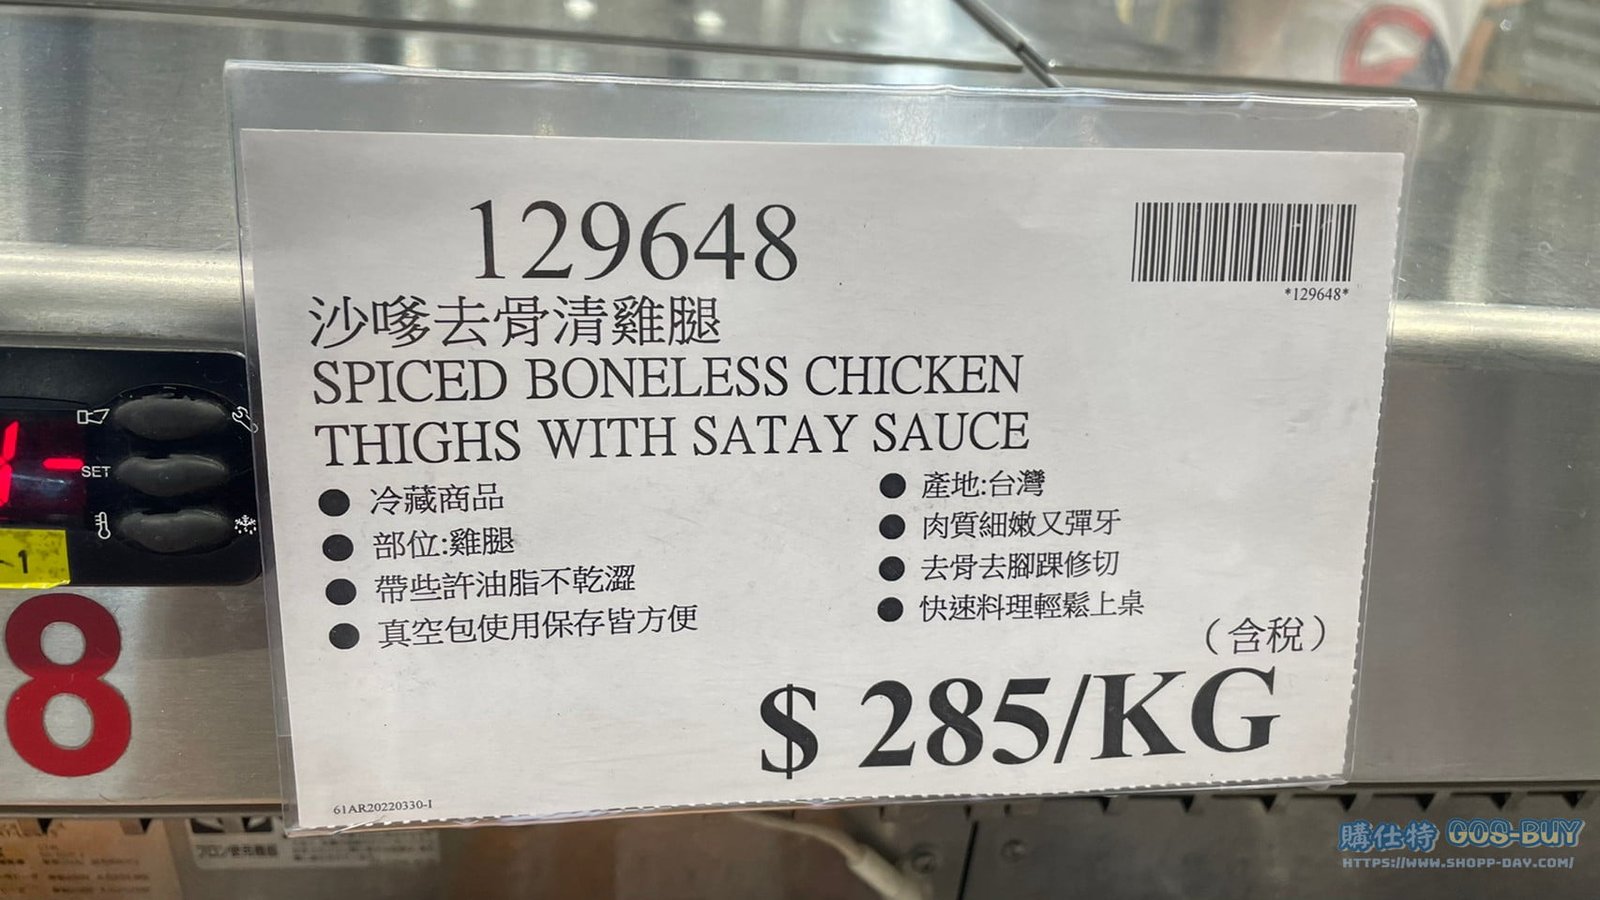 129648
*129648*
沙嗲去骨清雞腿
SPICED BONELESS CHICKEN
THIGHS WITH SATAY SAUCE
● 冷藏商品
● 部位:雞腿
● 帶些許油脂不乾澀
● 真空包使用保存皆方便
● 產地:台灣
● 肉質細嫩又彈牙
● 去骨去腳踝修切
● 快速料理輕鬆上桌
(含稅)
$ 285/KG
61AR20220330-I
SET
-1
8
購仕特 GOS-BUY
HTTPS://WWW.SHOPP-DAY.COM/